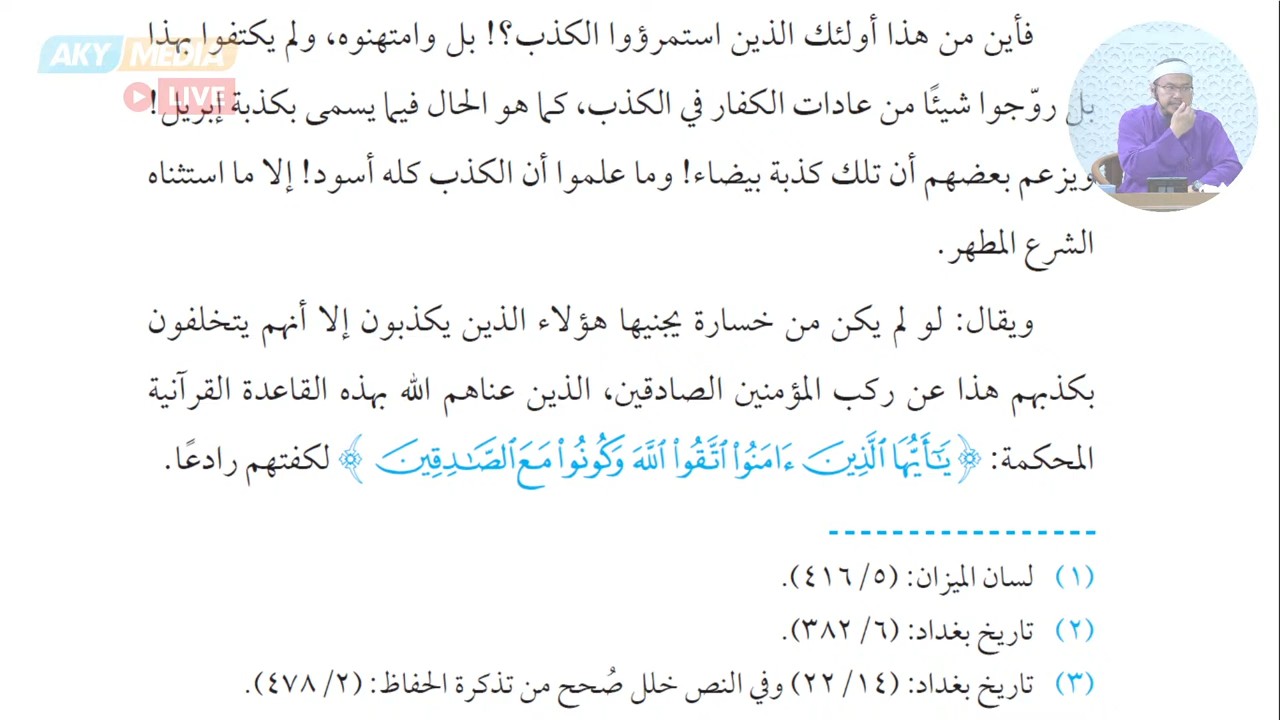 AKY MEDIA
LIVE
فأين من هذا أولئك الذين استمرؤوا الكذب؟! بل وامتهنوه، ولم يكتفوا بهذا
بل روّجوا شيئًا من عادات الكفار في الكذب، كما هو الحال فيما يسمى بكذبة إبريل!
ويزعم بعضهم أن تلك كذبة بيضاء! وما علموا أن الكذب كله أسود! إلا ما استثناه
الشرع المطهر.
ويقال: لو لم يكن من خسارة يجنيها هؤلاء الذين يكذبون إلا أنهم يتخلفون
بكذبهم هذا عن ركب المؤمنين الصادقين، الذين عناهم الله بهذه القاعدة القرآنية
المحكمة: ﴿يَٰٓأَيُّهَا ٱلَّذِينَ ءَامَنُوا۟ ٱتَّقُوا۟ ٱللَّهَ وَكُونُوا۟ مَعَ ٱلصَّٰدِقِينَ﴾ لكفتهم رادعًا.
(١) لسان الميزان: (٥/ ٤١٦).
(٢) تاريخ بغداد: (٦/ ٣٨٢).
(٣) تاريخ بغداد: (١٤/ ٢٢) وفي النص خلل صُحح من تذكرة الحفاظ: (٢/ ٤٧٨).